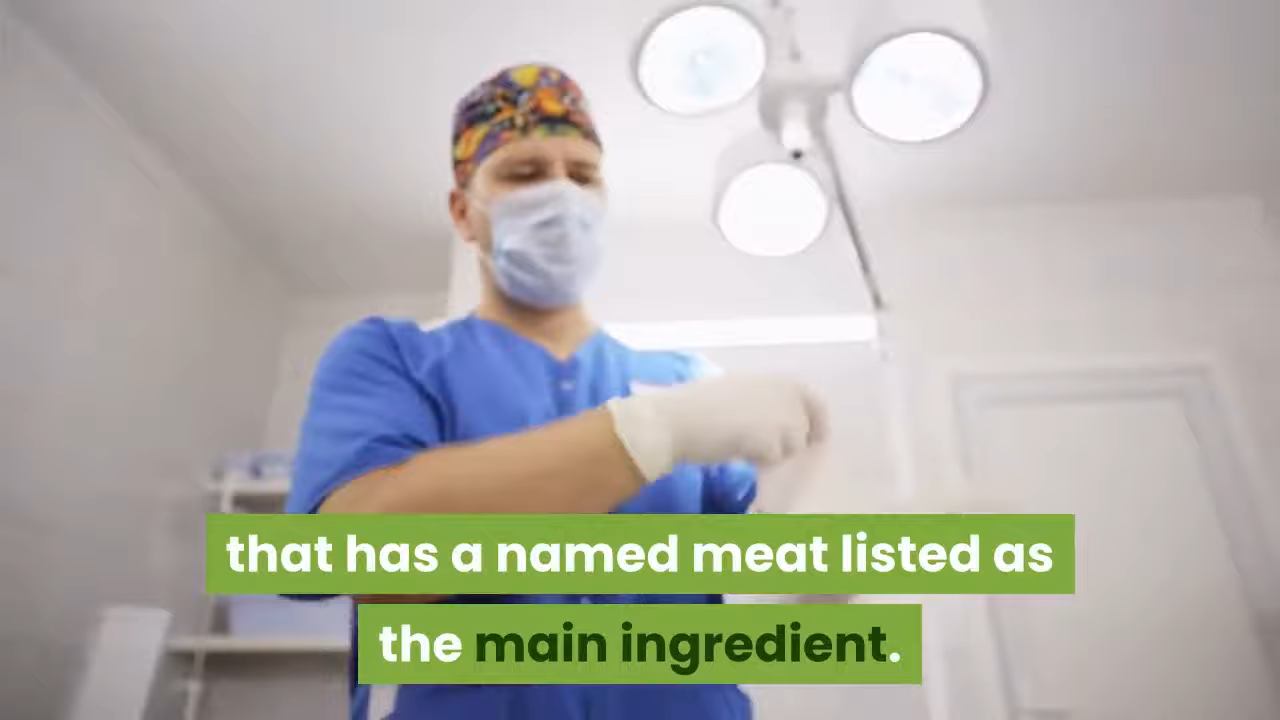 that has a named meat listed as
the main ingredient.